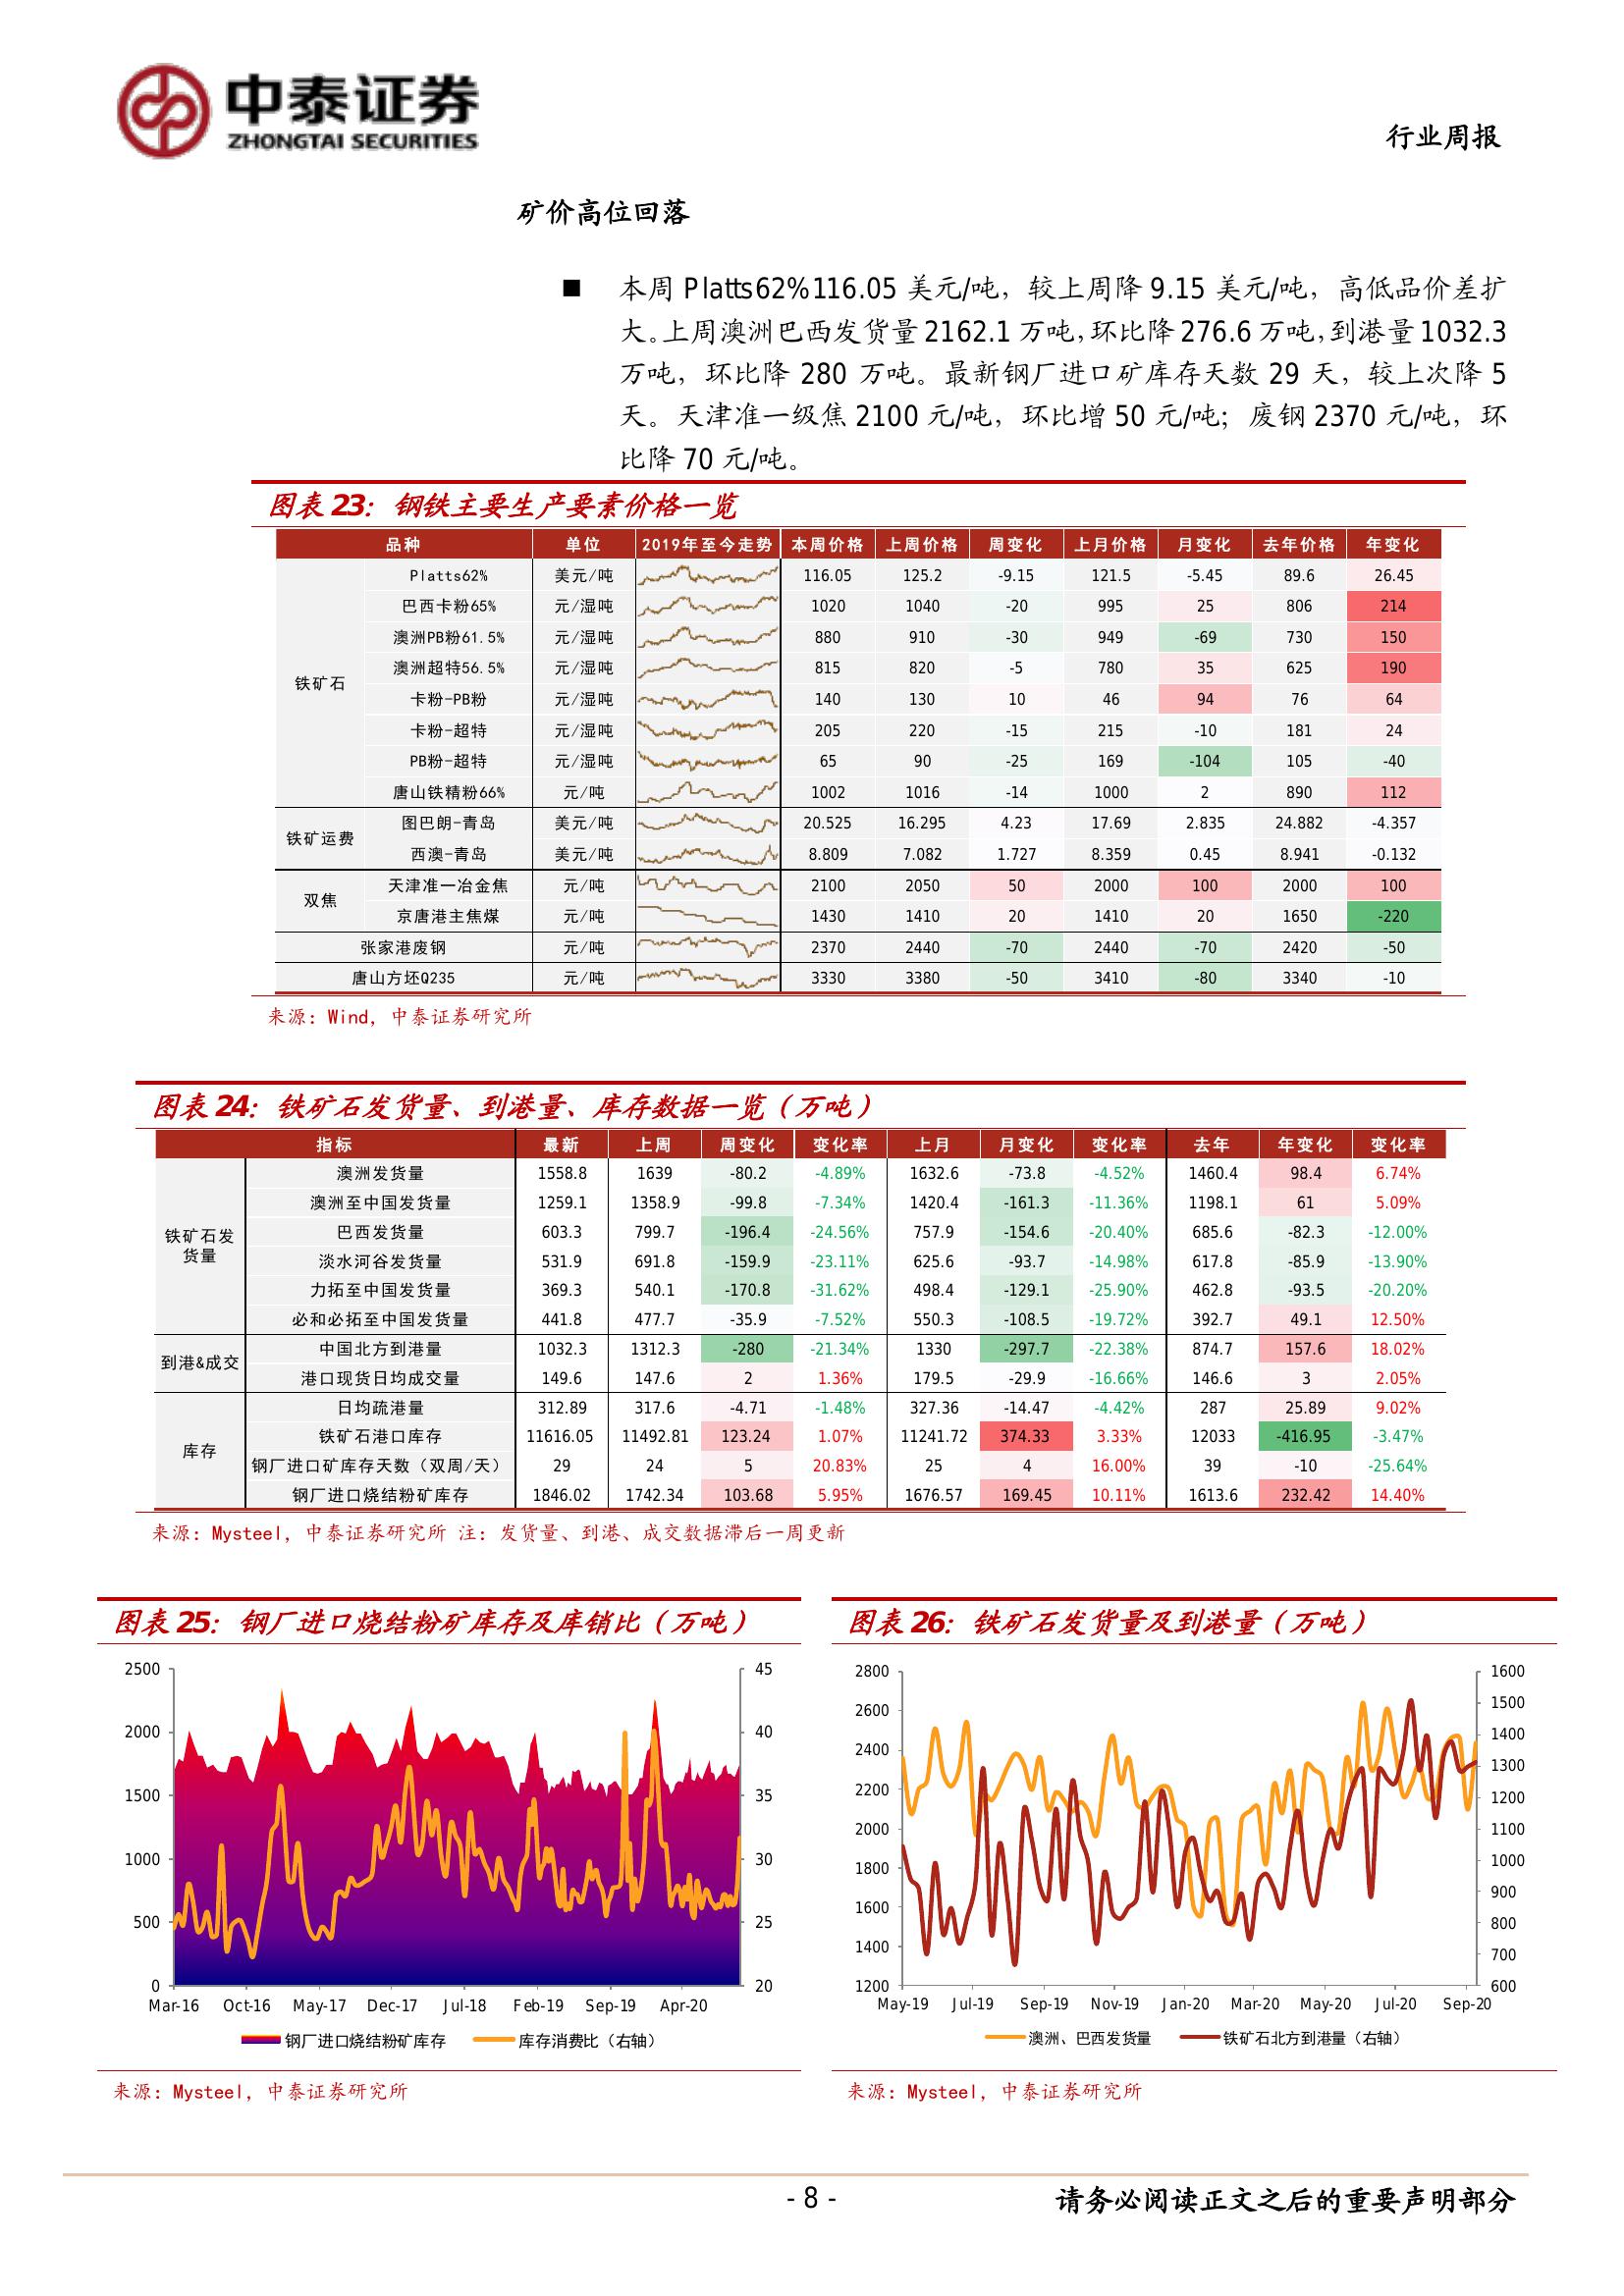 中泰证券
ZHONGTAI SECURITIES
行业周报
矿价高位回落
■ 本周 Platts62%116.05 美元/吨，较上周降 9.15 美元/吨，高低品价差扩
大。上周澳洲巴西发货量 2162.1 万吨，环比降 276.6 万吨，到港量 1032.3
万吨，环比降 280 万吨。最新钢厂进口矿库存天数 29 天，较上次降 5
天。天津准一级焦 2100 元/吨，环比增 50 元/吨；废钢 2370 元/吨，环
比降 70 元/吨。
图表 23：钢铁主要生产要素价格一览
品种 单位 2019年至今走势 本周价格 上周价格 周变化 上月价格 月变化 去年价格 年变化
铁矿石
Platts62% 美元/吨 116.05 125.2 -9.15 121.5 -5.45 89.6 26.45
巴西卡粉65% 元/湿吨 1020 1040 -20 995 25 806 214
澳洲PB粉61.5% 元/湿吨 880 910 -30 949 -69 730 150
澳洲超特56.5% 元/湿吨 815 820 -5 780 35 625 190
卡粉-PB粉 元/湿吨 140 130 10 46 94 76 64
卡粉-超特 元/湿吨 205 220 -15 215 -10 181 24
PB粉-超特 元/湿吨 65 90 -25 169 -104 105 -40
唐山铁精粉66% 元/吨 1002 1016 -14 1000 2 890 112
铁矿运费
图巴朗-青岛 美元/吨 20.525 16.295 4.23 17.69 2.835 24.882 -4.357
西澳-青岛 美元/吨 8.809 7.082 1.727 8.359 0.45 8.941 -0.132
双焦
天津准一冶金焦 元/吨 2100 2050 50 2000 100 2000 100
京唐港主焦煤 元/吨 1430 1410 20 1410 20 1650 -220
张家港废钢 元/吨 2370 2440 -70 2440 -70 2420 -50
唐山方坯Q235 元/吨 3330 3380 -50 3410 -80 3340 -10
来源：Wind，中泰证券研究所
图表 24：铁矿石发货量、到港量、库存数据一览（万吨）
指标 最新 上周 周变化 变化率 上月 月变化 变化率 去年 年变化 变化率
铁矿石发
货量
澳洲发货量 1558.8 1639 -80.2 -4.89% 1632.6 -73.8 -4.52% 1460.4 98.4 6.74%
澳洲至中国发货量 1259.1 1358.9 -99.8 -7.34% 1420.4 -161.3 -11.36% 1198.1 61 5.09%
巴西发货量 603.3 799.7 -196.4 -24.56% 757.9 -154.6 -20.40% 685.6 -82.3 -12.00%
淡水河谷发货量 531.9 691.8 -159.9 -23.11% 625.6 -93.7 -14.98% 617.8 -85.9 -13.90%
力拓至中国发货量 369.3 540.1 -170.8 -31.62% 498.4 -129.1 -25.90% 462.8 -93.5 -20.20%
必和必拓至中国发货量 441.8 477.7 -35.9 -7.52% 550.3 -108.5 -19.72% 392.7 49.1 12.50%
到港&成交
中国北方到港量 1032.3 1312.3 -280 -21.34% 1330 -297.7 -22.38% 874.7 157.6 18.02%
港口现货日均成交量 149.6 147.6 2 1.36% 179.5 -29.9 -16.66% 146.6 3 2.05%
库存
日均疏港量 312.89 317.6 -4.71 -1.48% 327.36 -14.47 -4.42% 287 25.89 9.02%
铁矿石港口库存 11616.05 11492.81 123.24 1.07% 11241.72 374.33 3.33% 12033 -416.95 -3.47%
钢厂进口矿库存天数（双周/天） 29 24 5 20.83% 25 4 16.00% 39 -10 -25.64%
钢厂进口烧结粉矿库存 1846.02 1742.34 103.68 5.95% 1676.57 169.45 10.11% 1613.6 232.42 14.40%
来源：Mysteel，中泰证券研究所 注：发货量、到港、成交数据滞后一周更新
图表 25：钢厂进口烧结粉矿库存及库销比（万吨）
2500
2000
1500
1000
500
0
45
40
35
30
25
20
Mar-16 Oct-16 May-17 Dec-17 Jul-18 Feb-19 Sep-19 Apr-20
钢厂进口烧结粉矿库存 库存消费比（右轴）
来源：Mysteel，中泰证券研究所
图表 26：铁矿石发货量及到港量（万吨）
2800
2600
2400
2200
2000
1800
1600
1400
1200
1600
1500
1400
1300
1200
1100
1000
900
800
700
600
May-19 Jul-19 Sep-19 Nov-19 Jan-20 Mar-20 May-20 Jul-20 Sep-20
澳洲、巴西发货量 铁矿石北方到港量（右轴）
来源：Mysteel，中泰证券研究所
- 8 -
请务必阅读正文之后的重要声明部分